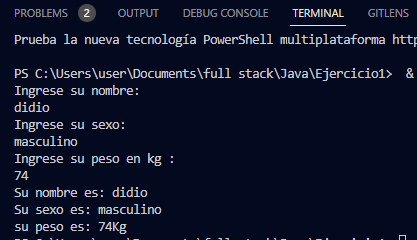 PROBLEMS 2 OUTPUT DEBUG CONSOLE TERMINAL GITLENS
Prueba la nueva tecnología PowerShell multiplataforma http
PS C:\Users\user\Documents\full stack\Java\Ejercicio1> &
Ingrese su nombre:
didio
Ingrese su sexo:
masculino
Ingrese su peso en kg :
74
Su nombre es: didio
Su sexo es: masculino
su peso es: 74Kg